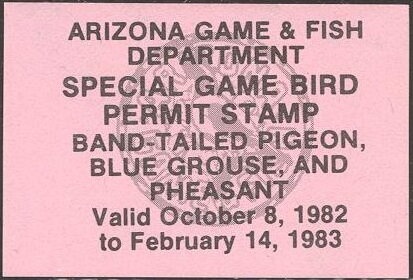 ARIZONA GAME & FISH
DEPARTMENT
SPECIAL GAME BIRD
PERMIT STAMP
BAND-TAILED PIGEON,
BLUE GROUSE, AND
PHEASANT
Valid October 8, 1982
to February 14, 1983